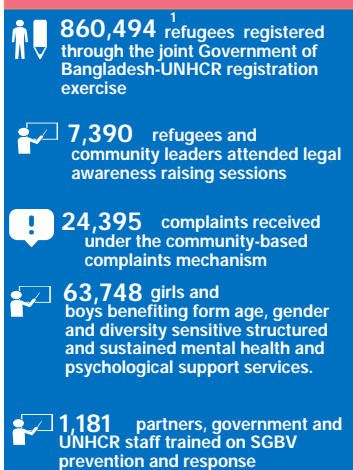 860,494 1 refugees registered
through the joint Government of
Bangladesh-UNHCR registration
exercise
7,390 refugees and
community leaders attended legal
awareness raising sessions
24,395 complaints received
under the community-based
complaints mechanism
63,748 girls and
boys benefiting form age, gender
and diversity sensitive structured
and sustained mental health and
psychological support services.
1,181 partners, government and
UNHCR staff trained on SGBV
prevention and response